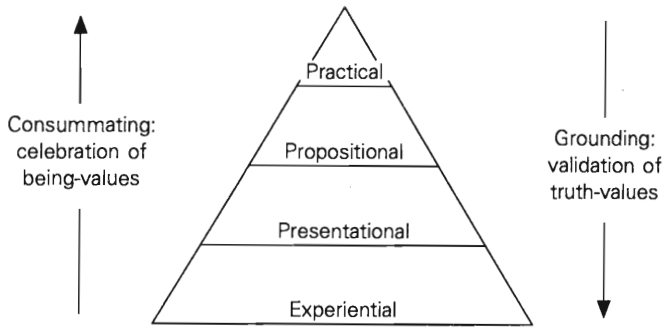 Practical
Consummating:
celebration of
being-values
Propositional
Grounding:
validation of
truth-values
Presentational
Experiential